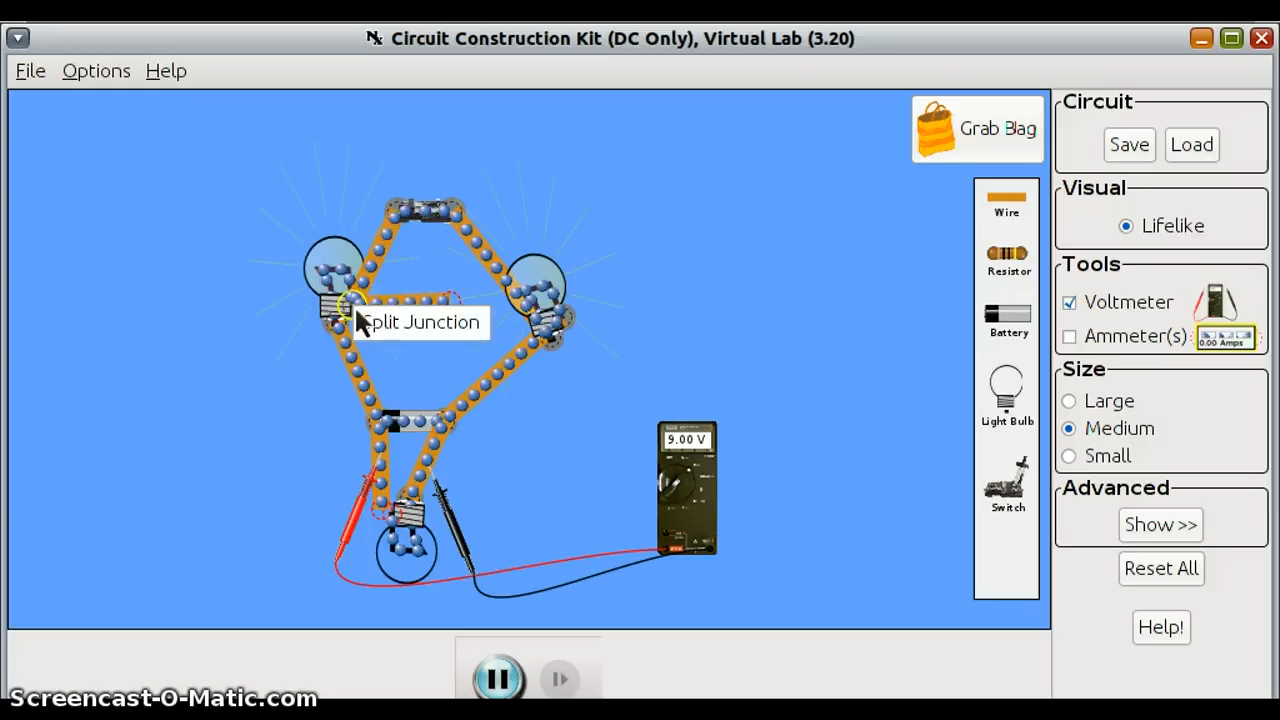 Circuit Construction Kit (DC Only), Virtual Lab (3.20)
File Options Help
Grab Bag
Wire
Resistor
Battery
Light Bulb
Switch
Split Junction
9.00 V
Circuit
Save Load
Visual
Lifelike
Tools
Voltmeter
Ammeter(s)
0.00 Amps
Size
Large
Medium
Small
Advanced
Show >>
Reset All
Help!
Screencast-O-Matic.com